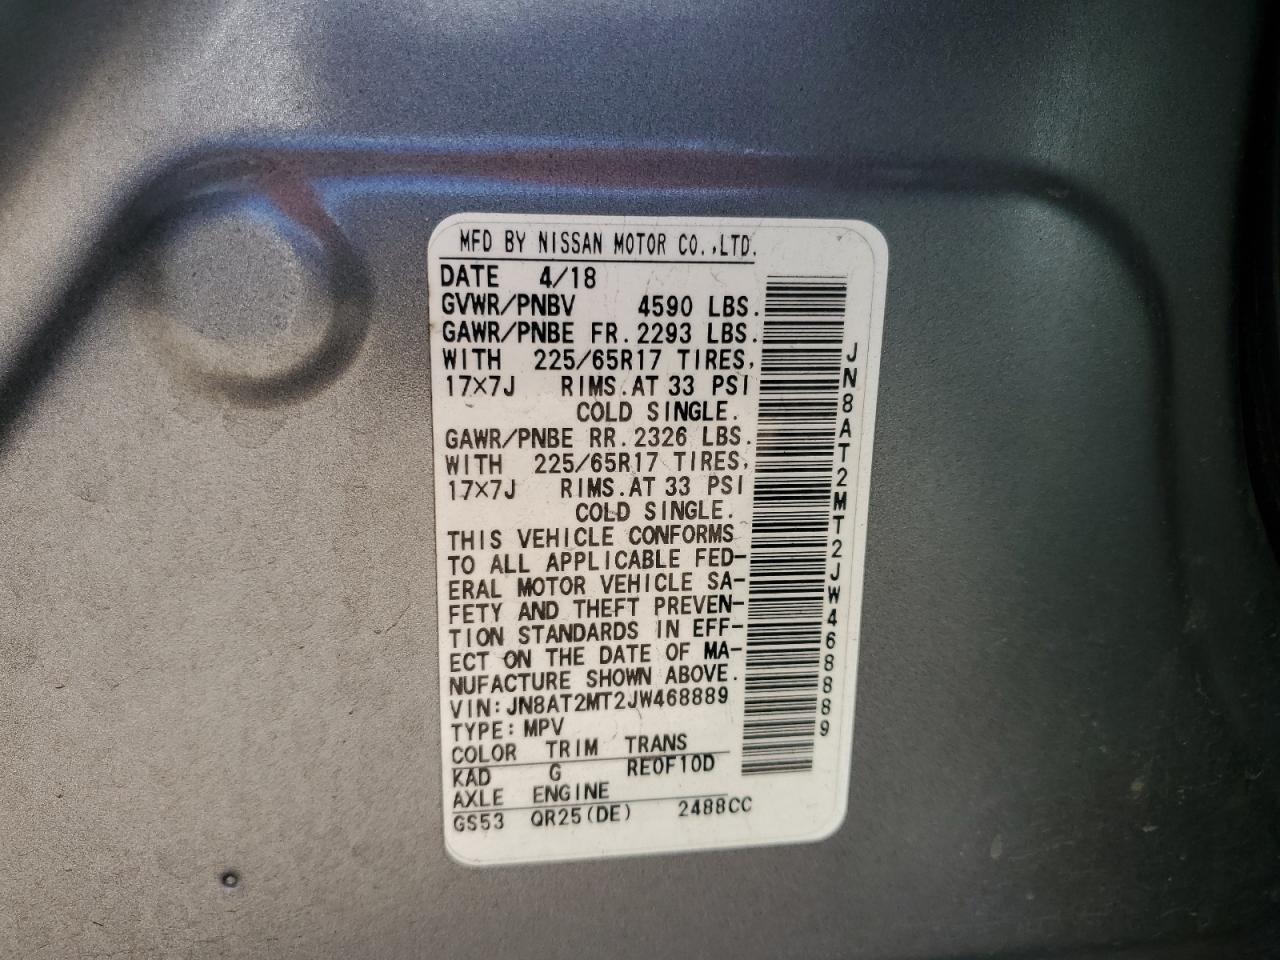 MFD BY NISSAN MOTOR CO.,LTD.
DATE 4/18
GVWR/PNBV 4590 LBS.
GAWR/PNBE FR.2293 LBS.
WITH 225/65R17 TIRES,
17×7J RIMS.AT 33 PSI
COLD SINGLE.
GAWR/PNBE RR.2326 LBS.
WITH 225/65R17 TIRES,
17×7J RIMS.AT 33 PSI
COLD SINGLE.
THIS VEHICLE CONFORMS
TO ALL APPLICABLE FED-
ERAL MOTOR VEHICLE SA-
FETY AND THEFT PREVEN-
TION STANDARDS IN EFF-
ECT ON THE DATE OF MA-
NUFACTURE SHOWN ABOVE.
VIN:JN8AT2MT2JW468889
TYPE:MPV
COLOR TRIM TRANS
KAD G RE0F10D
AXLE ENGINE
GS53 QR25(DE) 2488CC
JN8AT2MT2JW468889